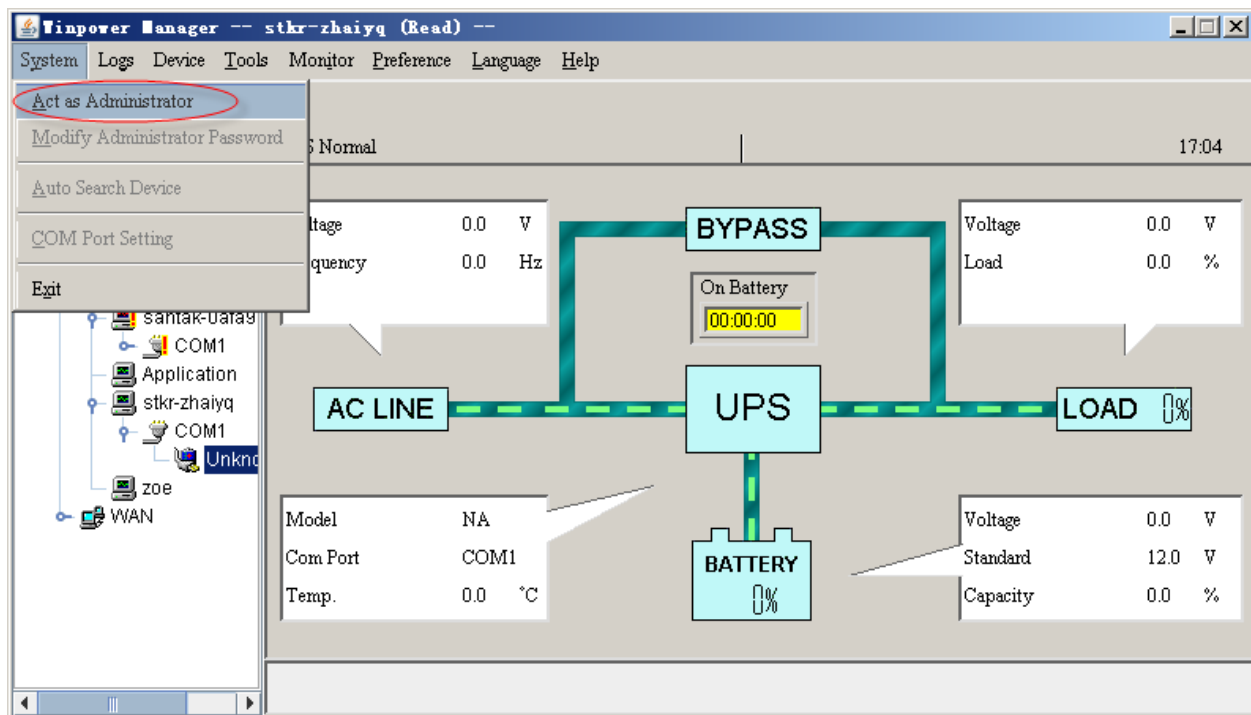 Winpower Manager -- stkr-zhaiyq (Read) --
System Logs Device Tools Monitor Preference Language Help
Act as Administrator
Modify Administrator Password
Auto Search Device
COM Port Setting
Exit
Normal
17:04
ltage 0.0 V
quency 0.0 Hz
BYPASS
On Battery
00:00:00
Voltage 0.0 V
Load 0.0 %
COM1
Application
stkr-zhaiyq
COM1
Unkno
zoe
WAN
AC LINE
UPS
LOAD 0%
Model NA
Com Port COM1
Temp. 0.0 °C
BATTERY
0%
Voltage 0.0 V
Standard 12.0 V
Capacity 0.0 %